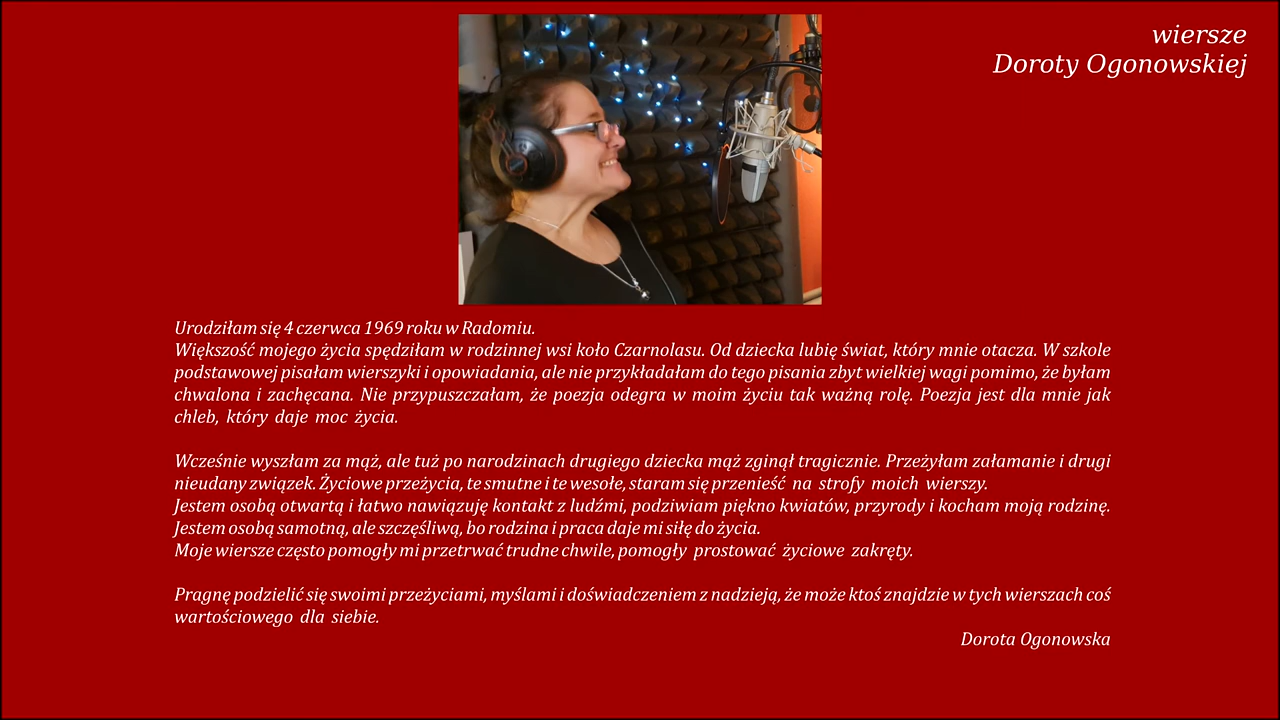 wiersze
Doroty Ogonowskiej
Urodziłam się 4 czerwca 1969 roku w Radomiu.
Większość mojego życia spędziłam w rodzinnej wsi koło Czarnolasu. Od dziecka lubię świat, który mnie otacza. W szkole
podstawowej pisałam wierszyki i opowiadania, ale nie przykładałam do tego pisania zbyt wielkiej wagi pomimo, że byłam
chwalona i zachęcana. Nie przypuszczałam, że poezja odegra w moim życiu tak ważną rolę. Poezja jest dla mnie jak
chleb, który daje moc życia.
Wcześnie wyszłam za mąż, ale tuż po narodzinach drugiego dziecka mąż zginął tragicznie. Przeżyłam załamanie i drugi
nieudany związek. Życiowe przeżycia, te smutne i te wesołe, staram się przenieść na strofy moich wierszy.
Jestem osobą otwartą i łatwo nawiązuję kontakt z ludźmi, podziwiam piękno kwiatów, przyrody i kocham moją rodzinę.
Jestem osobą samotną, ale szczęśliwą, bo rodzina i praca daje mi siłę do życia.
Moje wiersze często pomogły mi przetrwać trudne chwile, pomogły prostować życiowe zakręty.
Pragnę podzielić się swoimi przeżyciami, myślami i doświadczeniem z nadzieją, że może ktoś znajdzie w tych wierszach coś
wartościowego dla siebie.
Dorota Ogonowska